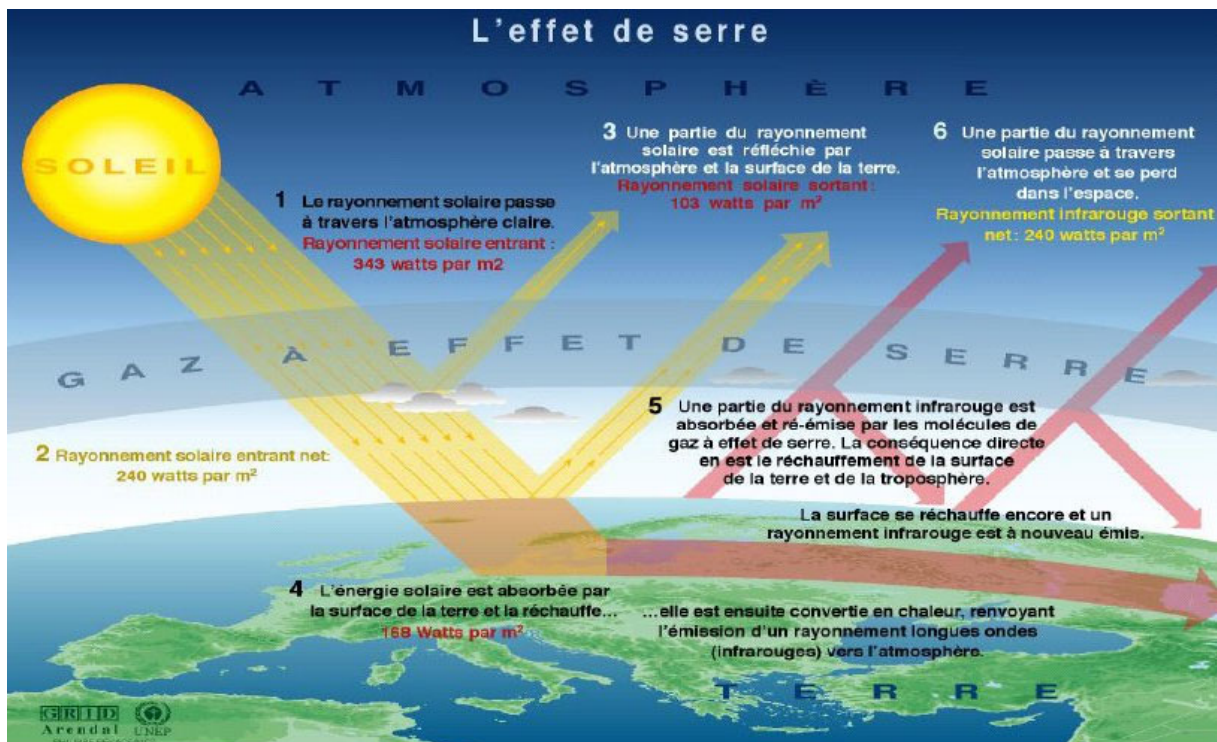 L'effet de serre
ATMOSPHÈRE
SOLEIL
1 Le rayonnement solaire passe
à travers l'atmosphère claire.
Rayonnement solaire entrant :
343 watts par m2
3 Une partie du rayonnement
solaire est réfléchie par
l'atmosphère et la surface de la terre.
Rayonnement solaire sortant :
103 watts par m²
6 Une partie du rayonnement
solaire passe à travers
l'atmosphère et se perd
dans l'espace.
Rayonnement infrarouge sortant
net : 240 watts par m²
GAZ À EFFET DE SERRE
2 Rayonnement solaire entrant net:
240 watts par m²
5 Une partie du rayonnement infrarouge est
absorbée et ré-émise par les molécules de
gaz à effet de serre. La conséquence directe
en est le réchauffement de la surface
de la terre et de la troposphère.
La surface se réchauffe encore et un
rayonnement infrarouge est à nouveau émis.
4 L'énergie solaire est absorbée par
la surface de la terre et la réchauffe...
168 Watts par m²
...elle est ensuite convertie en chaleur, renvoyant
l'émission d'un rayonnement longues ondes
(infrarouges) vers l'atmosphère.
TERRE
GRID
Arendal UNEP